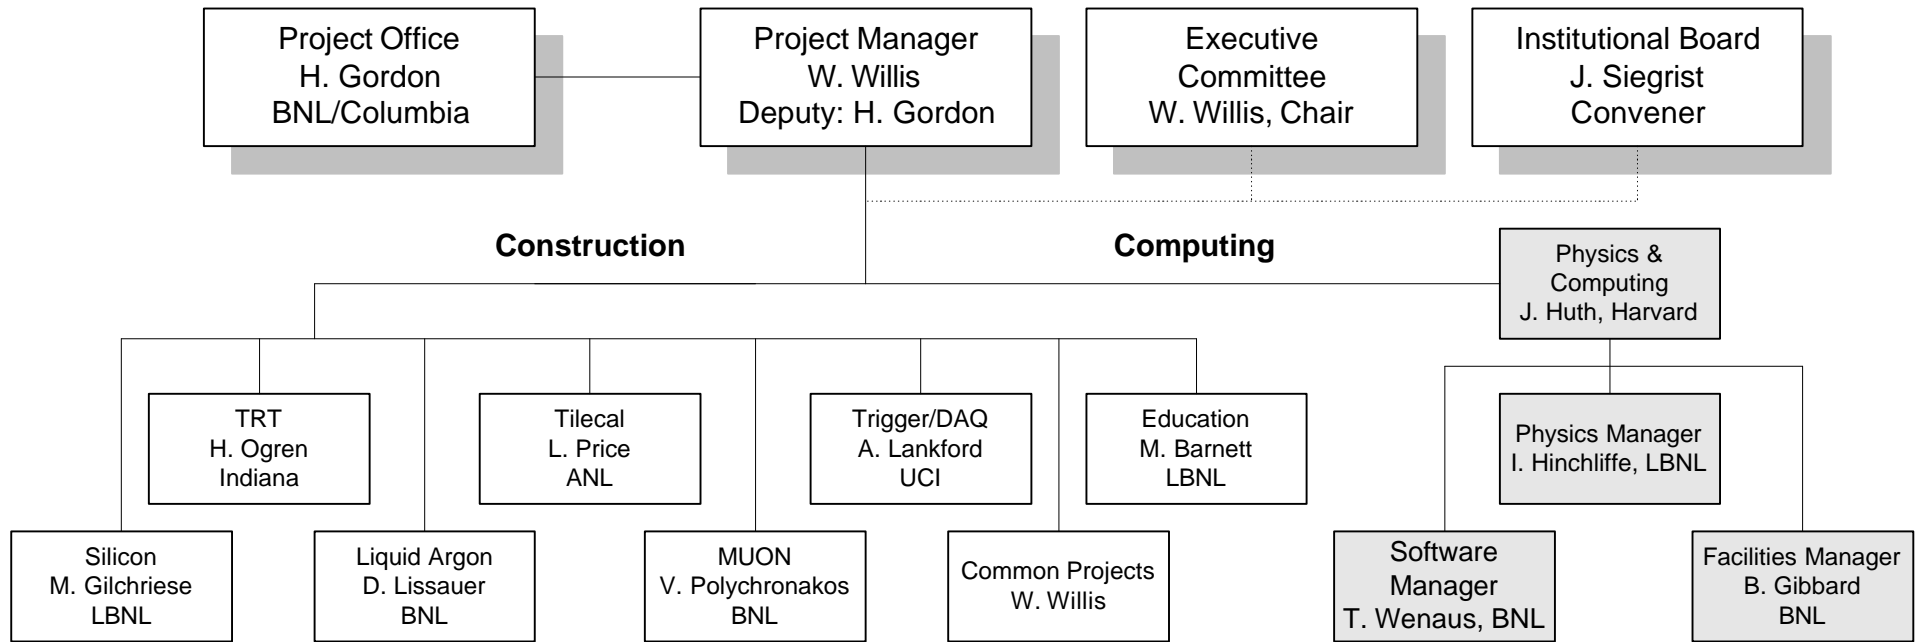 Project Office
H. Gordon
BNL/Columbia
Project Manager
W. Willis
Deputy: H. Gordon
Executive
Committee
W. Willis, Chair
Institutional Board
J. Siegrist
Convener
Construction
Computing
Physics &
Computing
J. Huth, Harvard
TRT
H. Ogren
Indiana
Tilecal
L. Price
ANL
Trigger/DAQ
A. Lankford
UCI
Education
M. Barnett
LBNL
Physics Manager
I. Hinchliffe, LBNL
Silicon
M. Gilchriese
LBNL
Liquid Argon
D. Lissauer
BNL
MUON
V. Polychronakos
BNL
Common Projects
W. Willis
Software
Manager
T. Wenaus, BNL
Facilities Manager
B. Gibbard
BNL